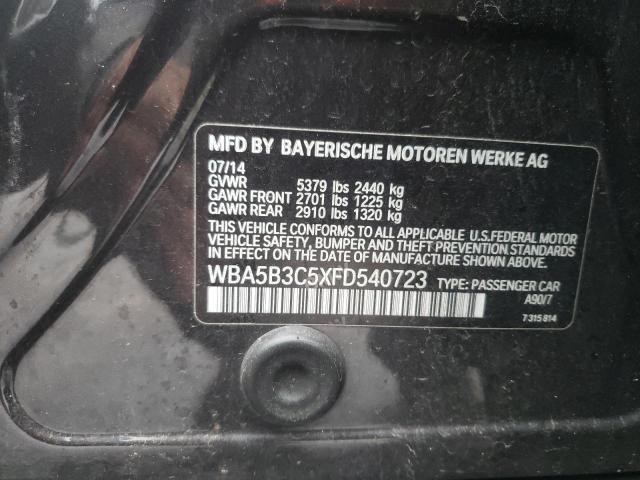 MFD BY BAYERISCHE MOTOREN WERKE AG
07/14
GVWR 5379 lbs 2440 kg
GAWR FRONT 2701 lbs 1225 kg
GAWR REAR 2910 lbs 1320 kg
THIS VEHICLE CONFORMS TO ALL APPLICABLE U.S.FEDERAL MOTOR
VEHICLE SAFETY, BUMPER AND THEFT PREVENTION STANDARDS
IN EFFECT ON THE DATE OF MANUFACTURE SHOWN ABOVE.
WBA5B3C5XFD540723 TYPE: PASSENGER CAR
A90/7
7 315 814